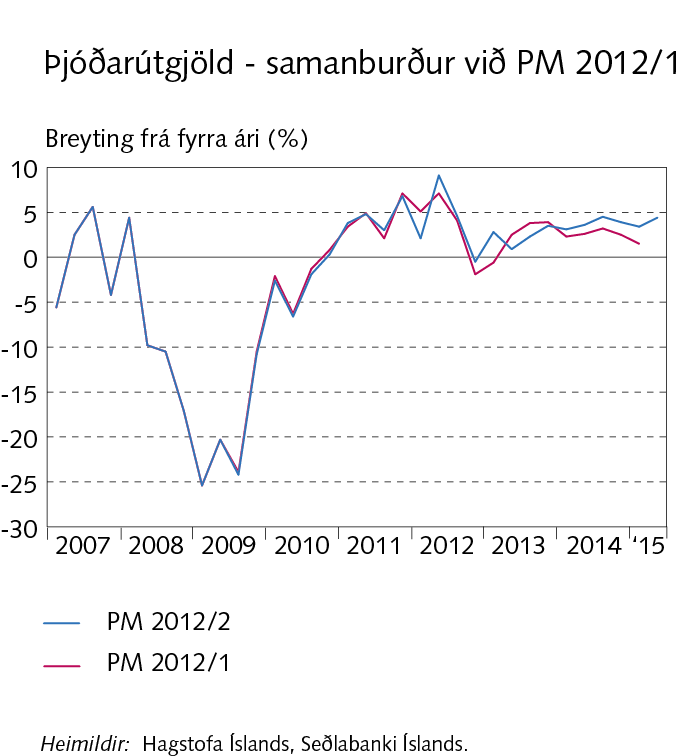 Þjóðarútgjöld - samanburður við PM 2012/1
Breyting frá fyrra ári (%)
10
5
0
-5
-10
-15
-20
-25
-30
2007 2008 2009 2010 2011 2012 2013 2014 '15
PM 2012/2
PM 2012/1
Heimildir: Hagstofa Íslands, Seðlabanki Íslands.